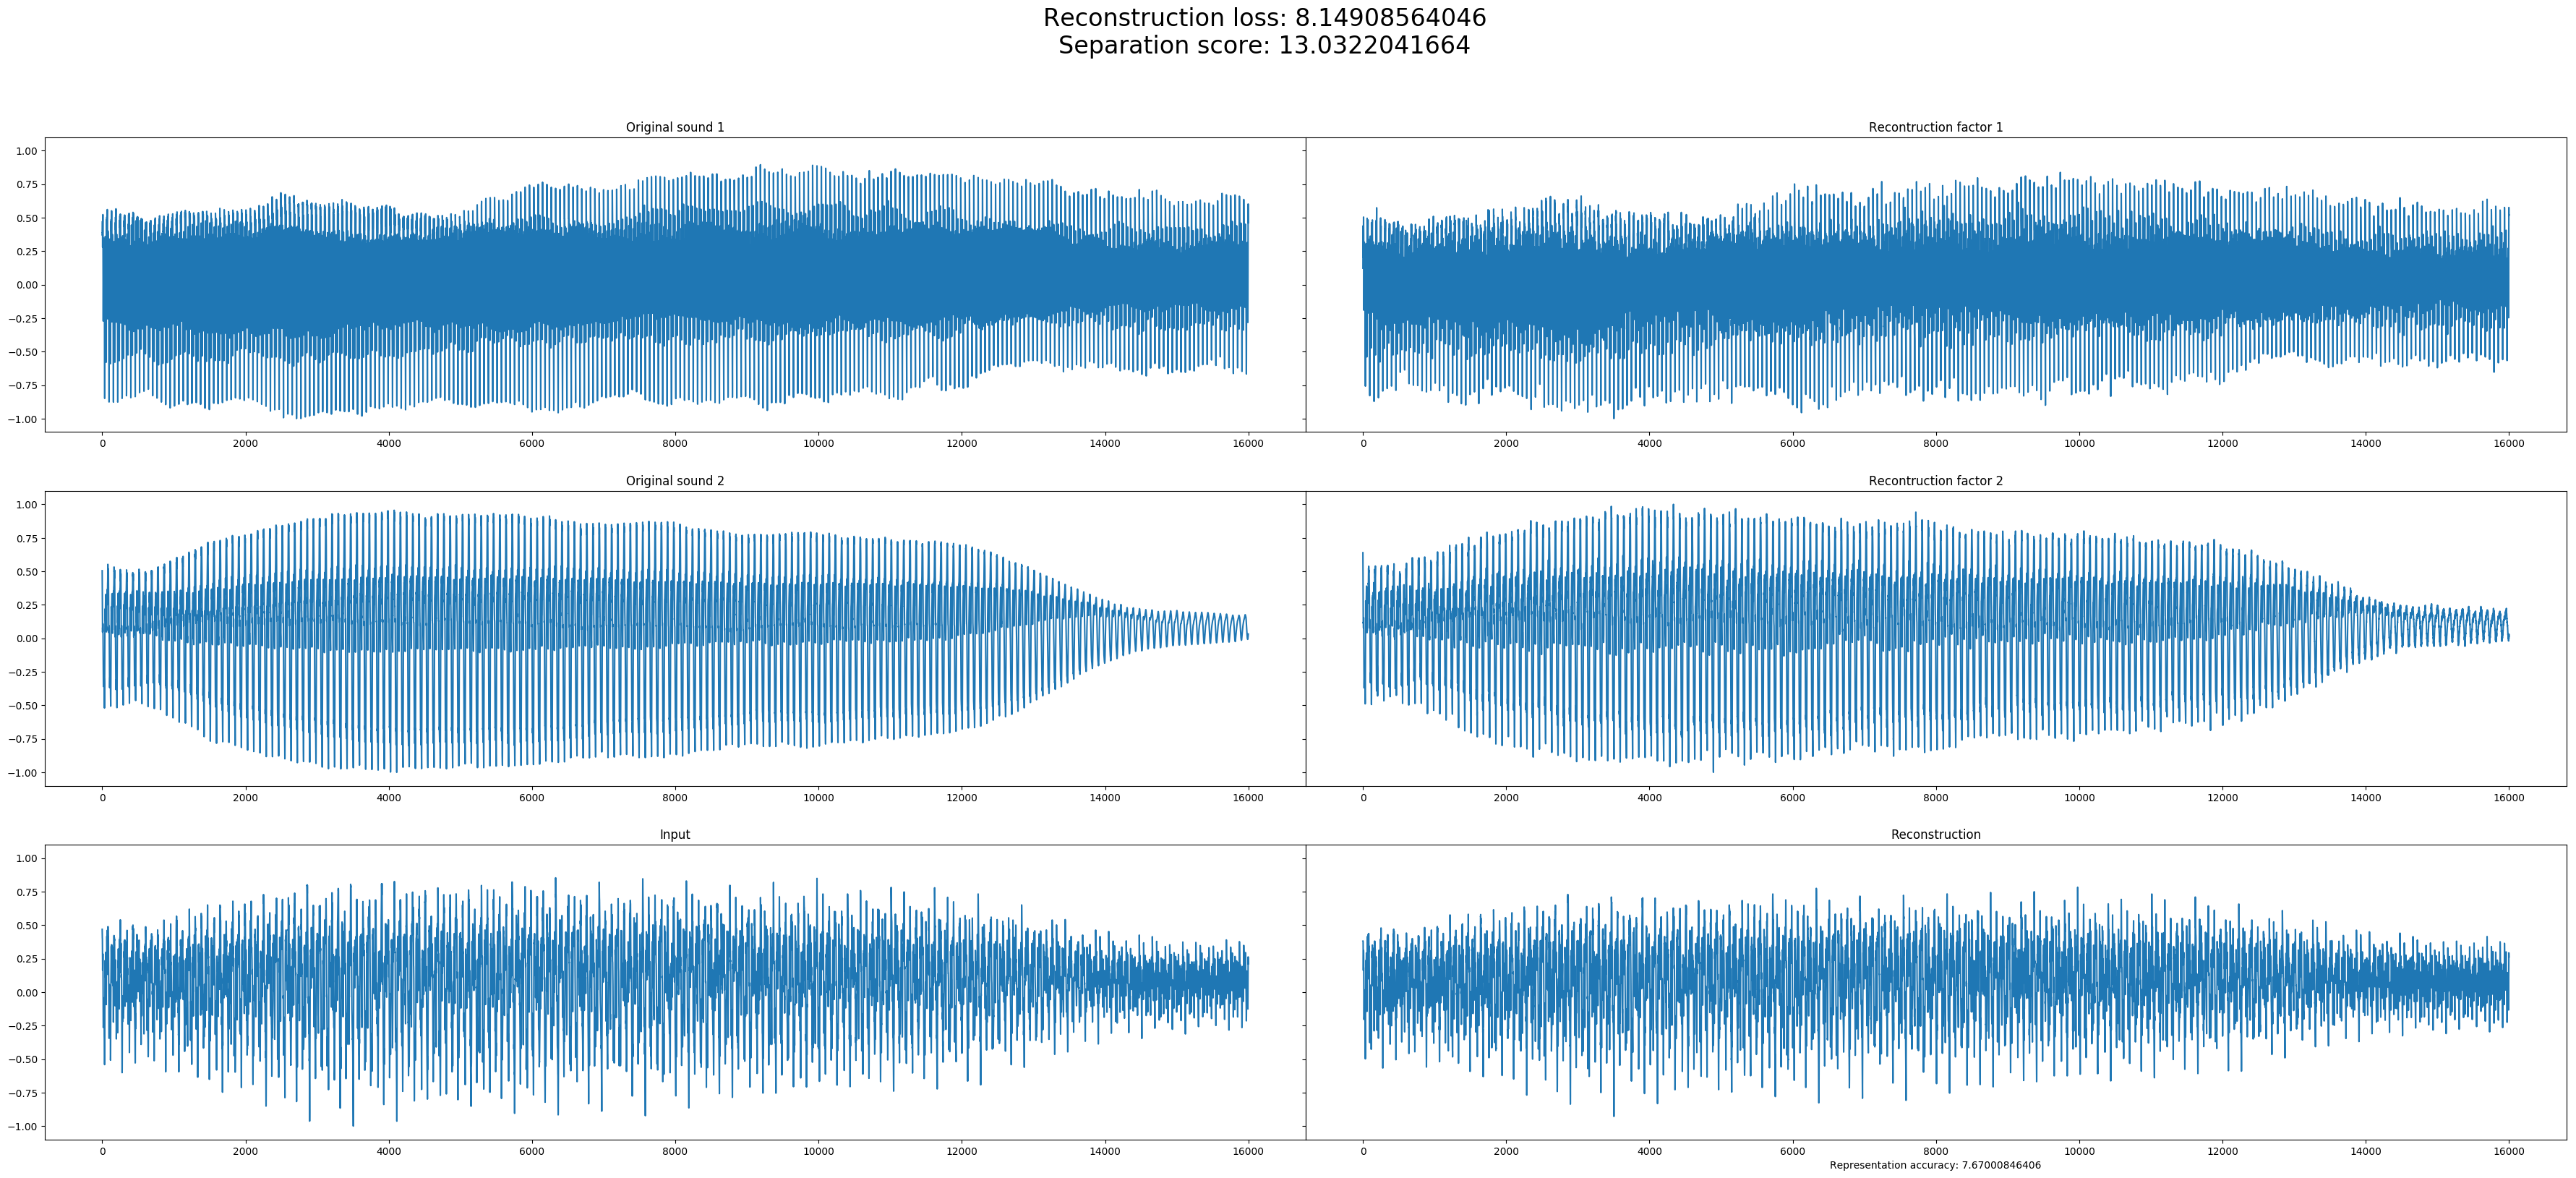 Reconstruction loss: 8.14908564046
Separation score: 13.0322041664
Original sound 1
Recontruction factor 1
1.00
0.75
0.50
0.25
0.00
−0.25
−0.50
−0.75
−1.00
0 2000 4000 6000 8000 10000 12000 14000 16000
0 2000 4000 6000 8000 10000 12000 14000 16000
Original sound 2
Reconstruction factor 2
1.00
0.75
0.50
0.25
0.00
−0.25
−0.50
−0.75
−1.00
0 2000 4000 6000 8000 10000 12000 14000 16000
0 2000 4000 6000 8000 10000 12000 14000 16000
Input
Reconstruction
1.00
0.75
0.50
0.25
0.00
−0.25
−0.50
−0.75
−1.00
0 2000 4000 6000 8000 10000 12000 14000 16000
0 2000 4000 6000 8000 10000 12000 14000 16000
Representation accuracy: 7.67000846406